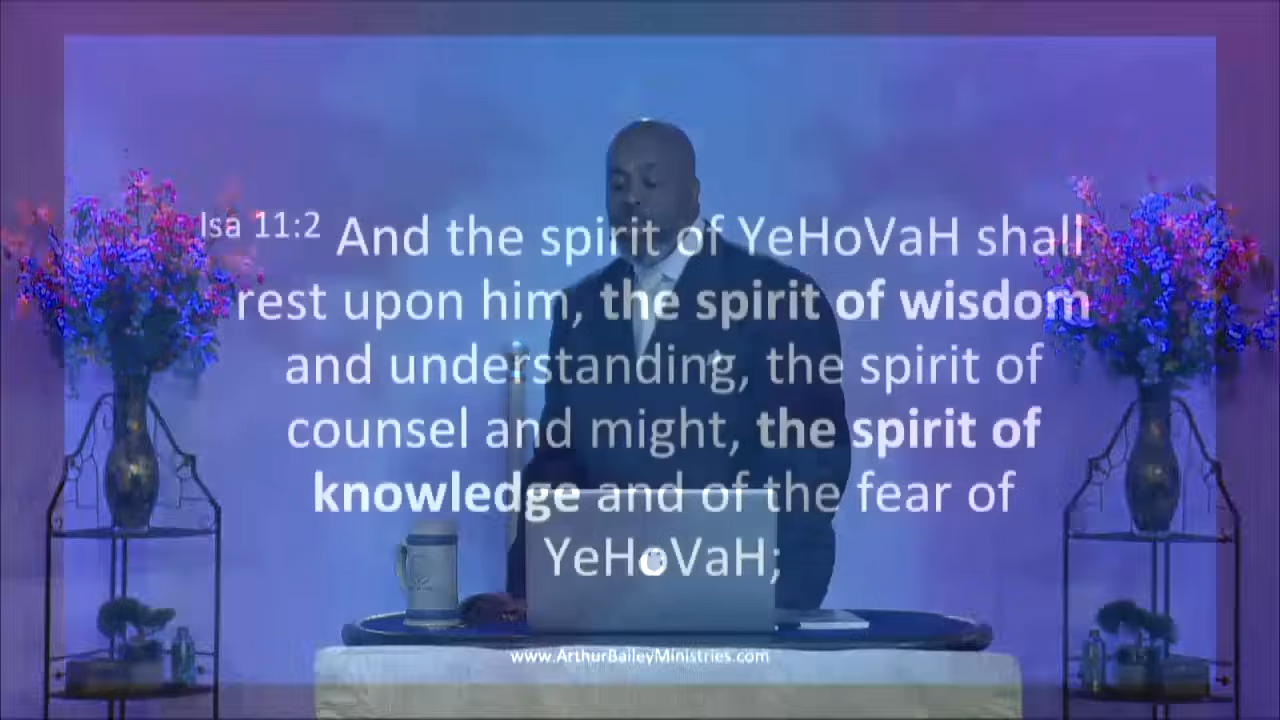 Isa 11:2 And the spirit of YeHoVaH shall
rest upon him, the spirit of wisdom
and understanding, the spirit of
counsel and might, the spirit of
knowledge and of the fear of
YeHoVaH;
www.ArthurBaileyMinistries.com